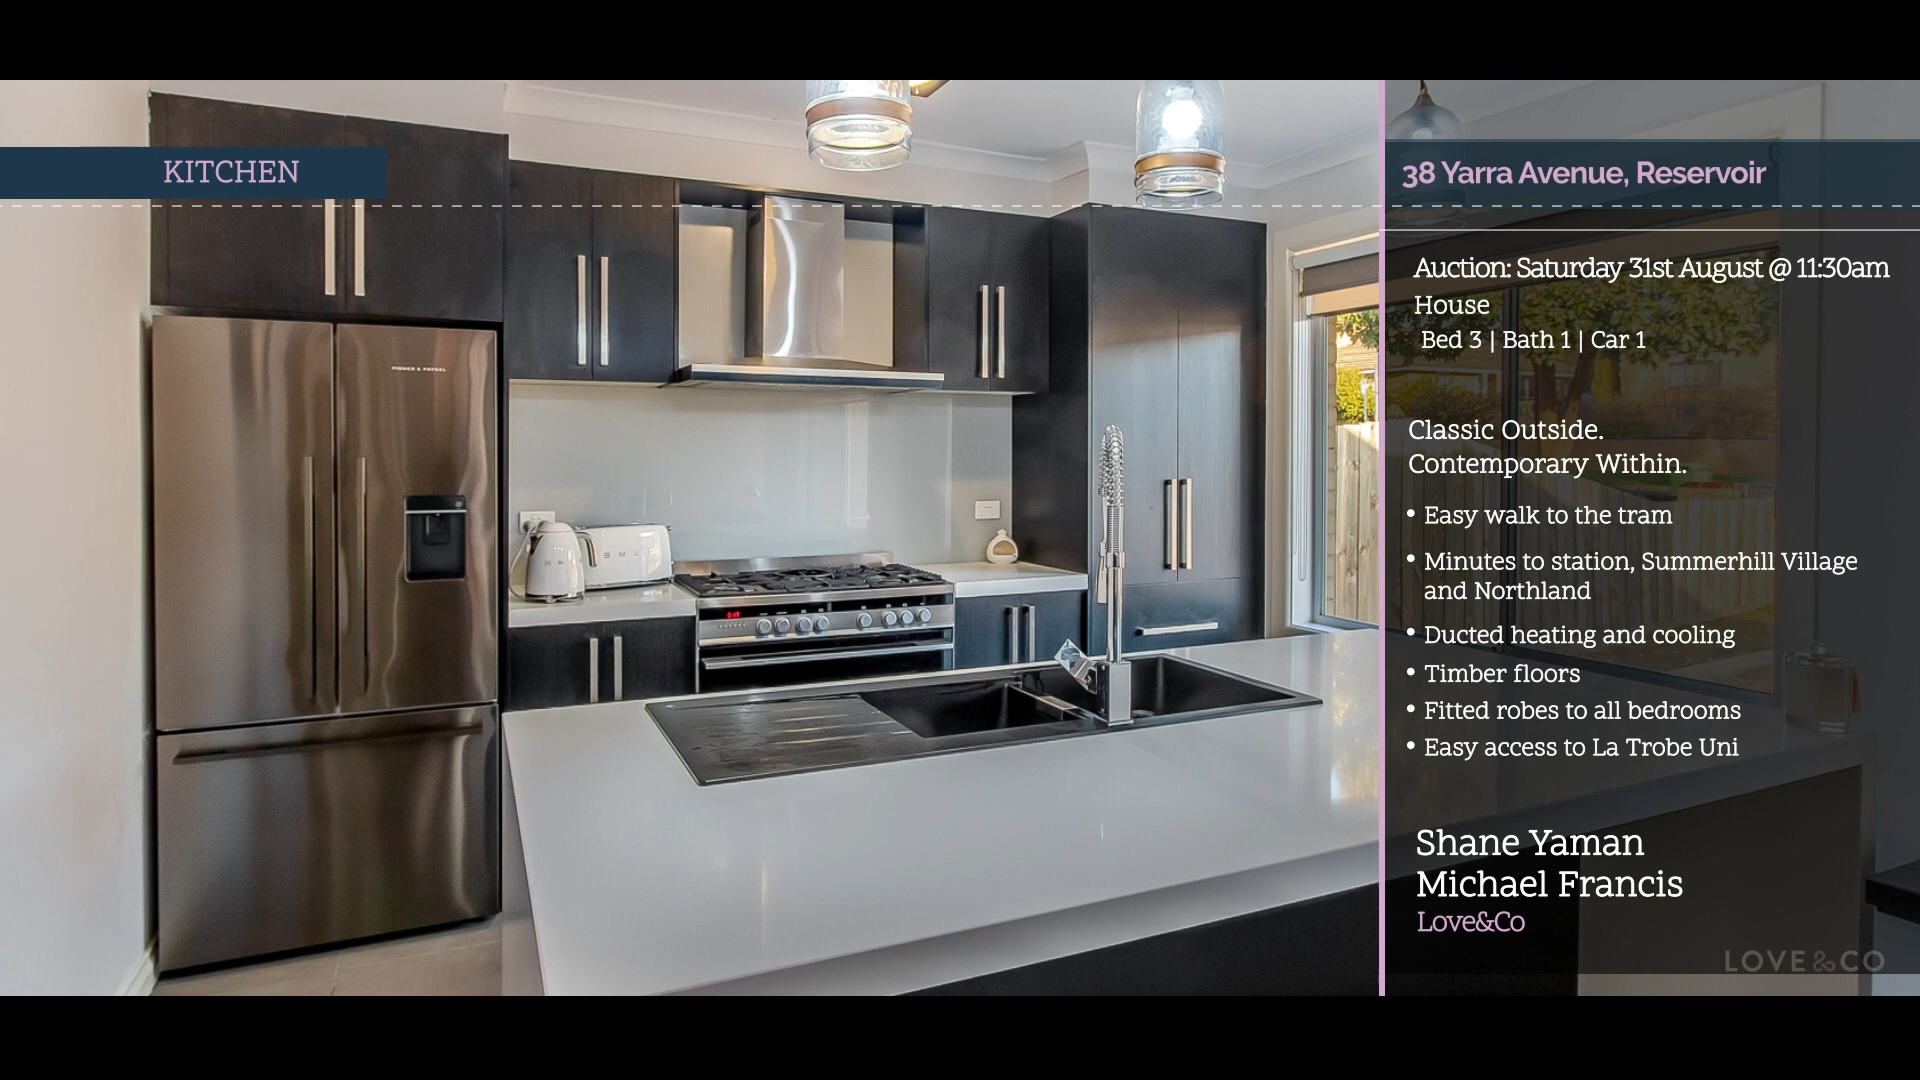 KITCHEN
38 Yarra Avenue, Reservoir
Auction: Saturday 31st August @ 11:30am
House
Bed 3 | Bath 1 | Car 1
Classic Outside.
Contemporary Within.
• Easy walk to the tram
• Minutes to station, Summerhill Village
and Northland
• Ducted heating and cooling
• Timber floors
• Fitted robes to all bedrooms
• Easy access to La Trobe Uni
Shane Yaman
Michael Francis
Love&Co
LOVE&CO
FISHER & PAYKEL
SMEG